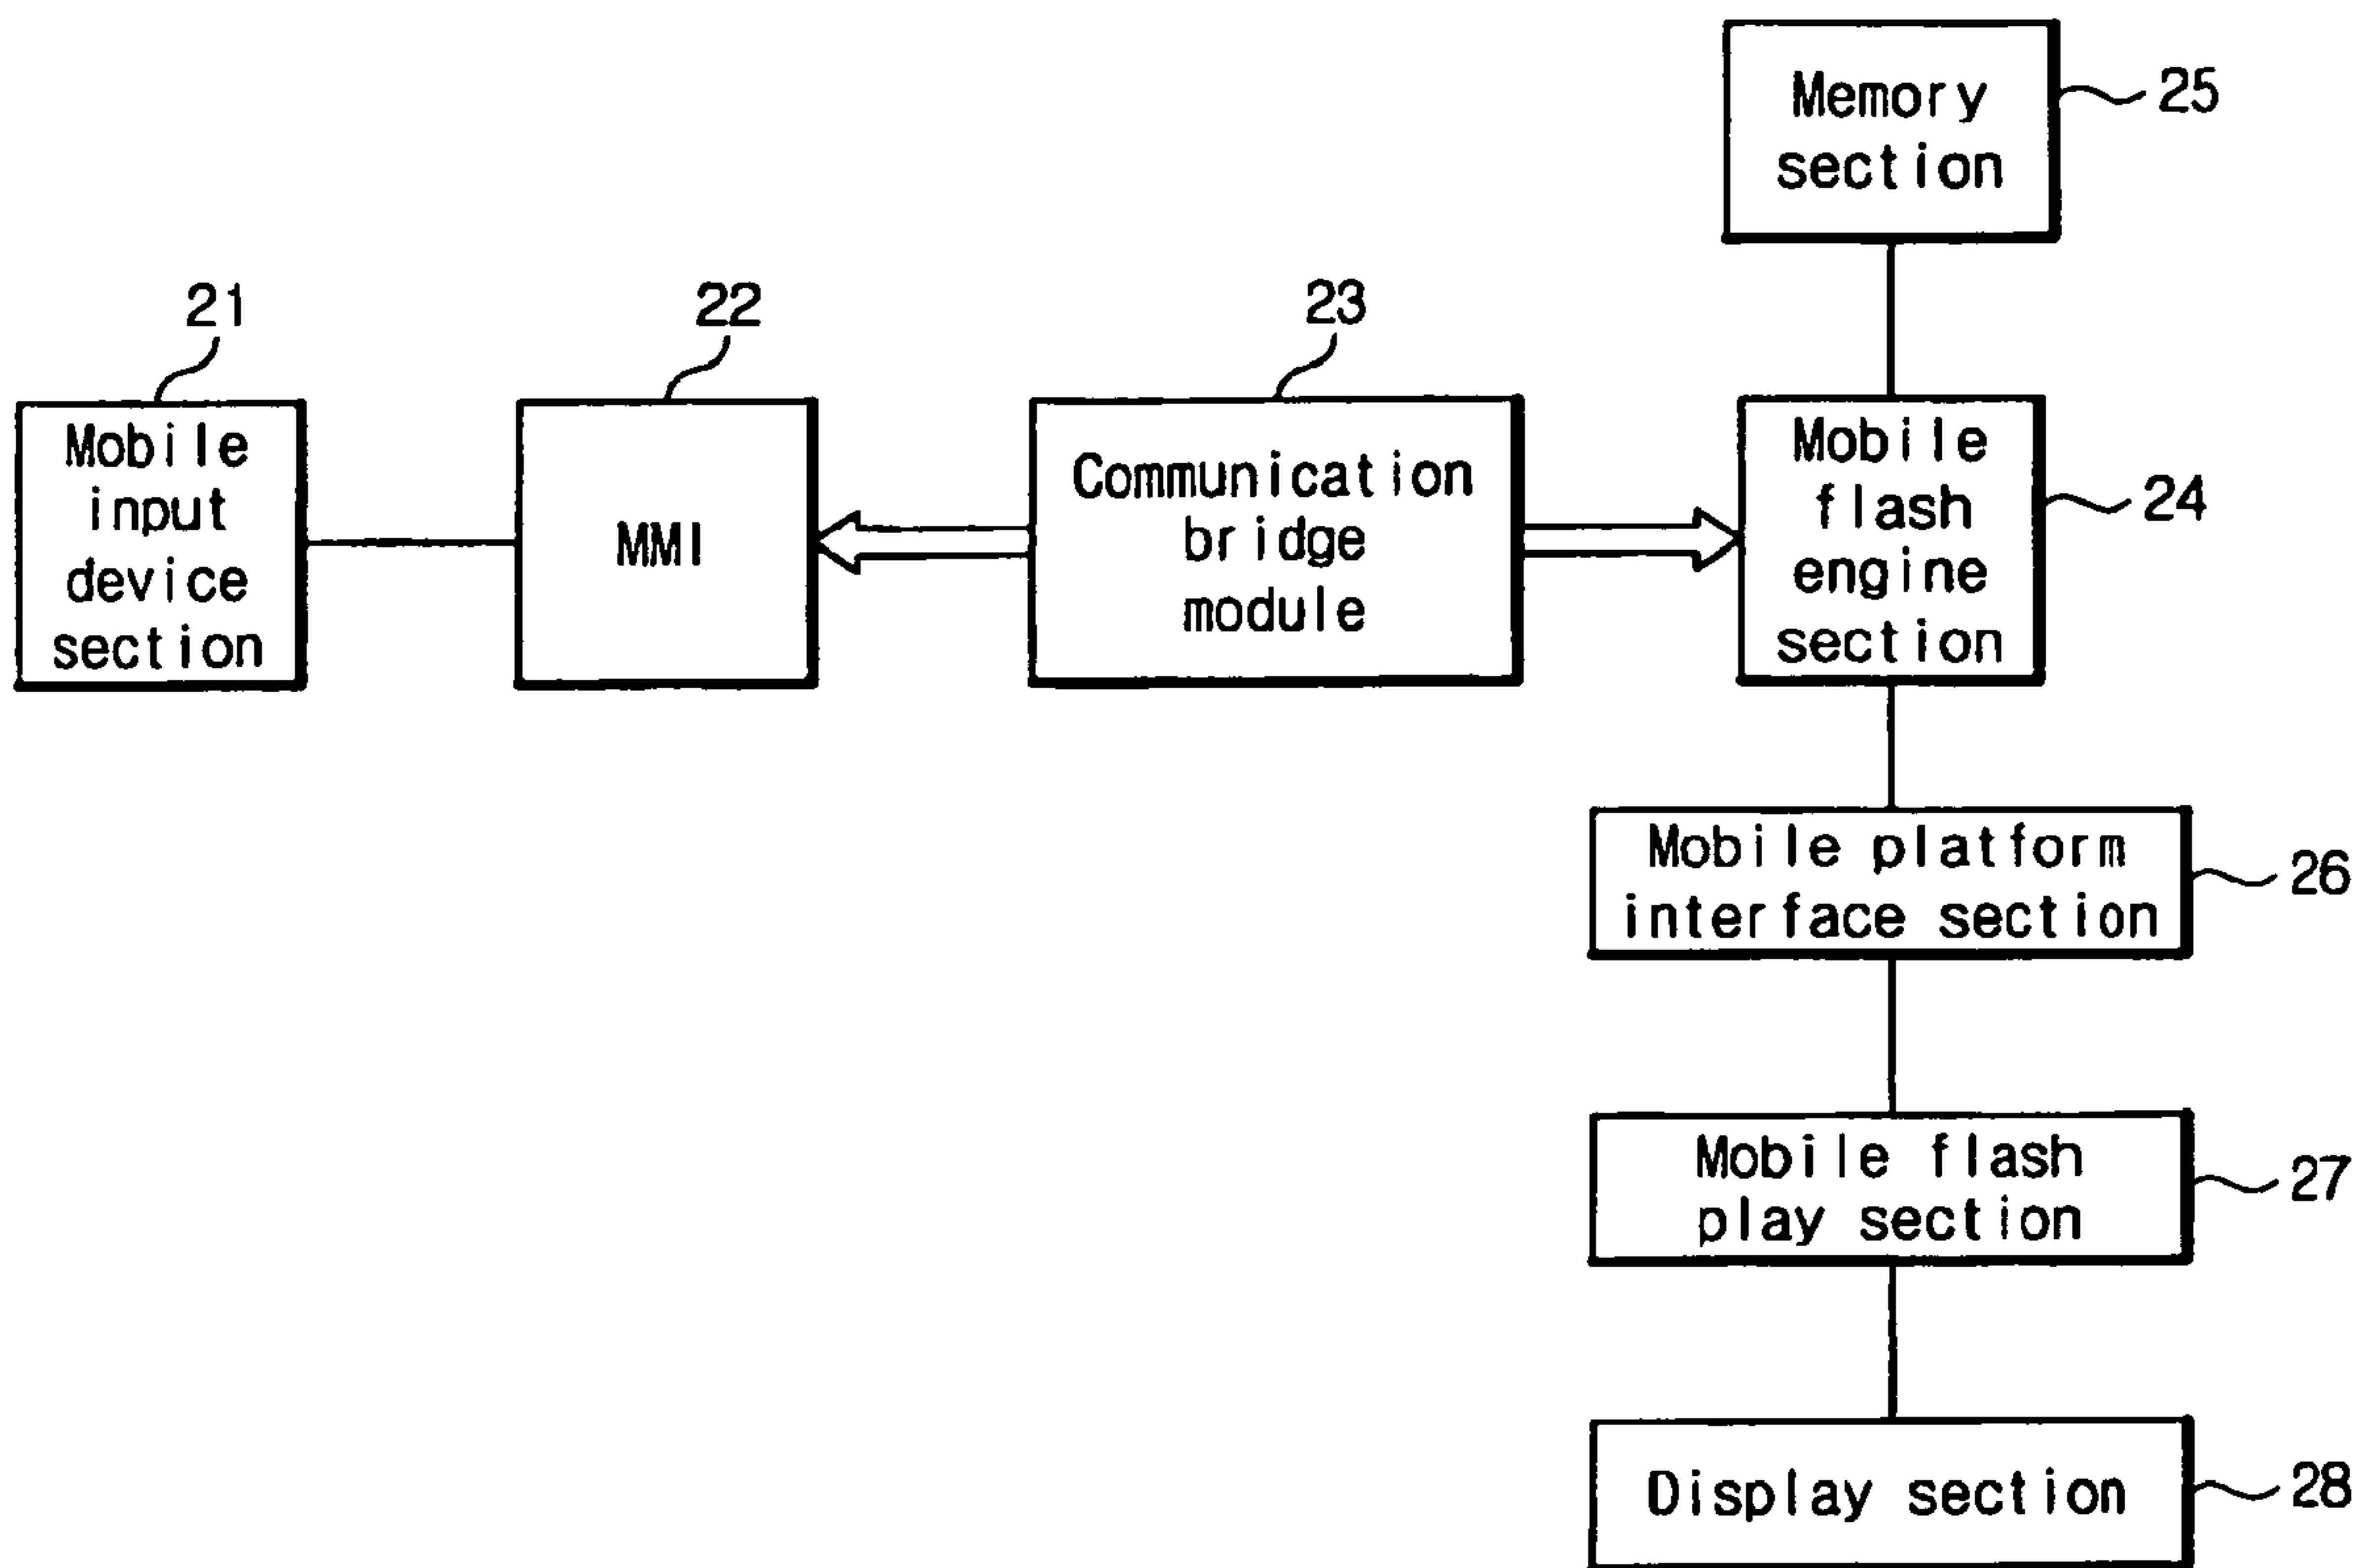 Memory
section
25
21
22
23
Mobile
input
device
section
MMI
Communication
bridge
module
Mobile
flash
engine
section
24
Mobile platform
interface section
26
Mobile flash
play section
27
Display section
28